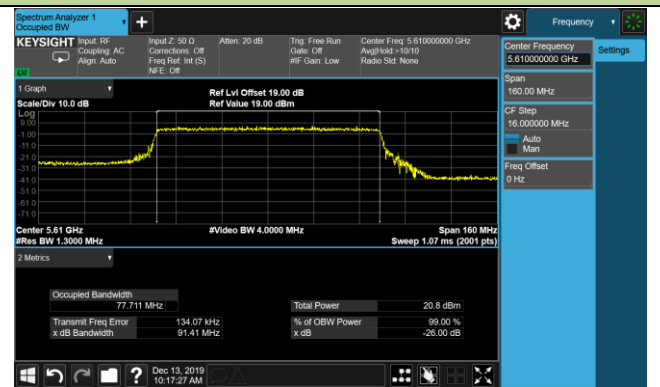 Spectrum Analyzer 1
Occupied BW
Frequency
KEYSIGHT
Input: RF
Coupling: AC
Align: Auto
Input Z: 50 Ω
Corrections: Off
Freq Ref: Int (S)
NFE: Off
Atten: 20 dB
Trig: Free Run
Gate: Off
#IF Gain: Low
Center Freq: 5.610000000 GHz
Avg|Hold:>10/10
Radio Std: None
Center Frequency
5.610000000 GHz
Settings
Span
160.00 MHz
CF Step
16.000000 MHz
Auto
Man
Freq Offset
0 Hz
1 Graph
Scale/Div 10.0 dB
Ref Lvl Offset 19.00 dB
Ref Value 19.00 dBm
Log
9.00
-1.00
-11.0
-21.0
-31.0
-41.0
-51.0
-61.0
-71.0
Center 5.61 GHz
#Video BW 4.0000 MHz
Span 160 MHz
#Res BW 1.3000 MHz
Sweep 1.07 ms (2001 pts)
2 Metrics
Occupied Bandwidth
77.711 MHz
Total Power 20.8 dBm
Transmit Freq Error 134.07 kHz
% of OBW Power 99.00 %
x dB Bandwidth 91.41 MHz
x dB -26.00 dB
Dec 13, 2019
10:17:27 AM